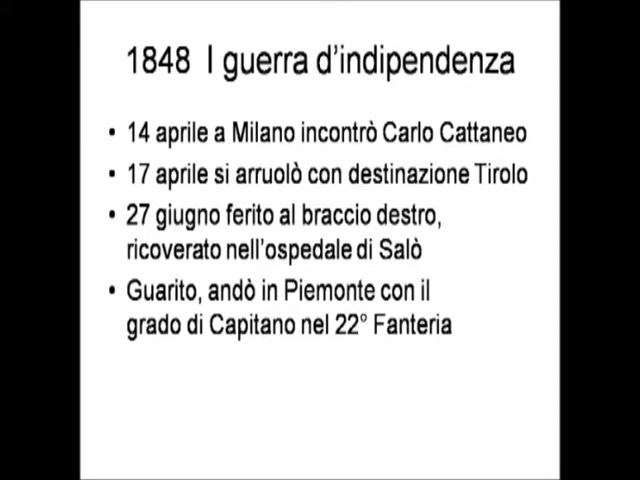 1848 I guerra d'indipendenza
• 14 aprile a Milano incontrò Carlo Cattaneo
• 17 aprile si arruolò con destinazione Tirolo
• 27 giugno ferito al braccio destro,
ricoverato nell'ospedale di Salò
• Guarito, andò in Piemonte con il
grado di Capitano nel 22° Fanteria